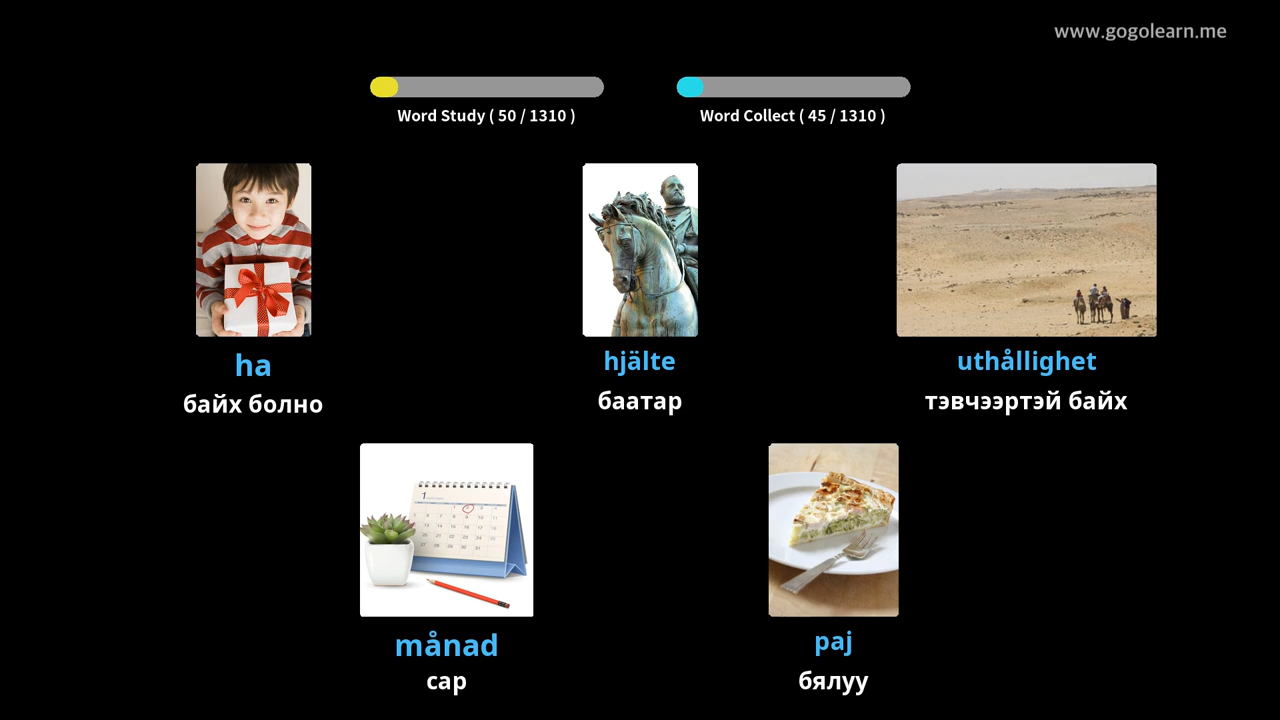 www.gogolearn.me
Word Study ( 50 / 1310 )
Word Collect ( 45 / 1310 )
ha
байх болно
hjälte
баатар
uthållighet
тэвчээртэй байх
månad
сар
paj
бялуу